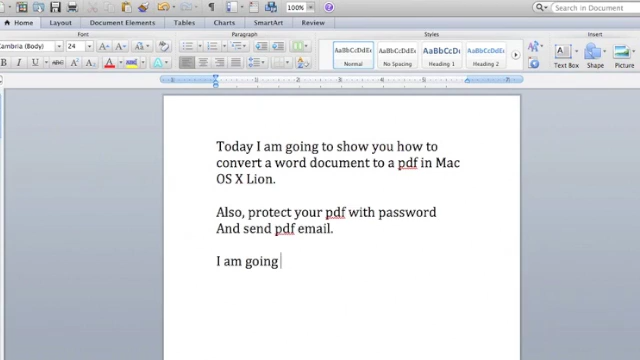 100%
Search in Document
Home
Layout
Document Elements
Tables
Charts
SmartArt
Review
Font
Paragraph
Styles
Insert
Cambria (Body)
24
AaBbCcDdEe
Normal
AaBbCcDdEe
No Spacing
AaBbCcDı
Heading 1
AaBbCcDdEe
Heading 2
Text Box
Shape
Picture
Today I am going to show you how to
convert a word document to a pdf in Mac
OS X Lion.
Also, protect your pdf with password
And send pdf email.
I am going